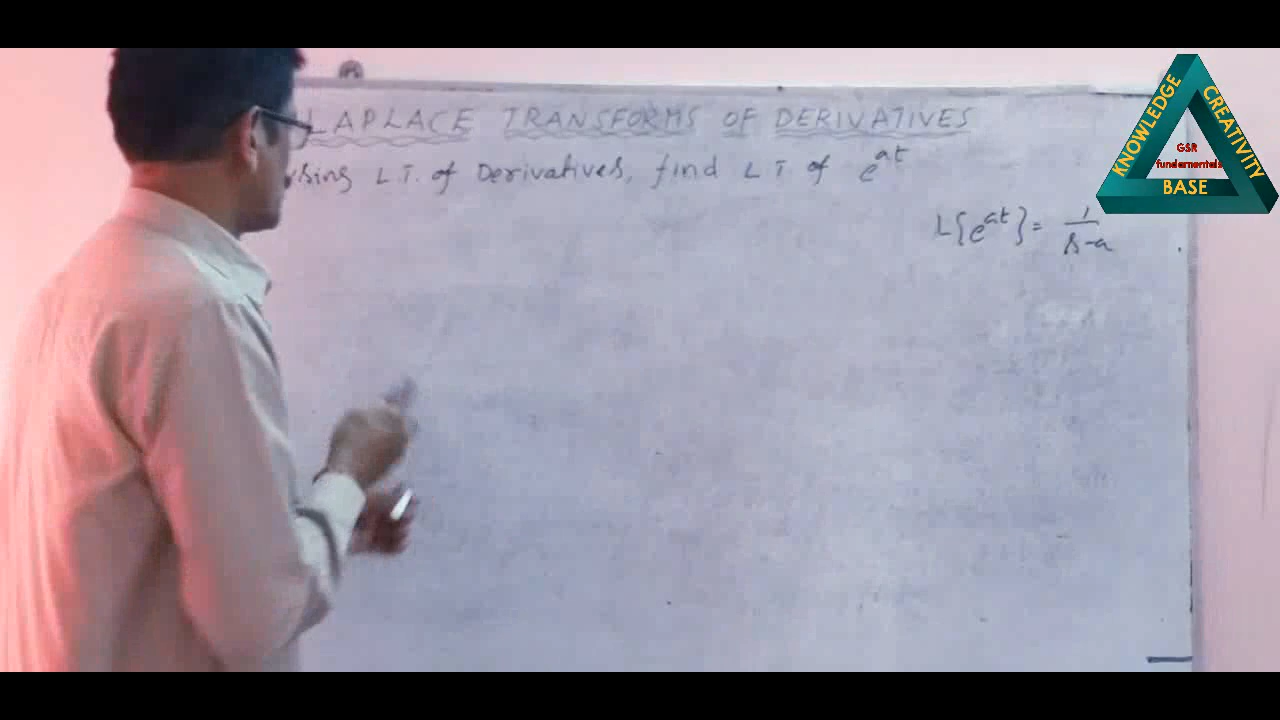 LAPLACE TRANSFORMS OF DERIVATIVES
using L.T. of Derivatives, find L.T. of e^at
L{e^at} = 1/s-a
KNOWLEDGE
CREATIVITY
BASE
GSR
fundamentals